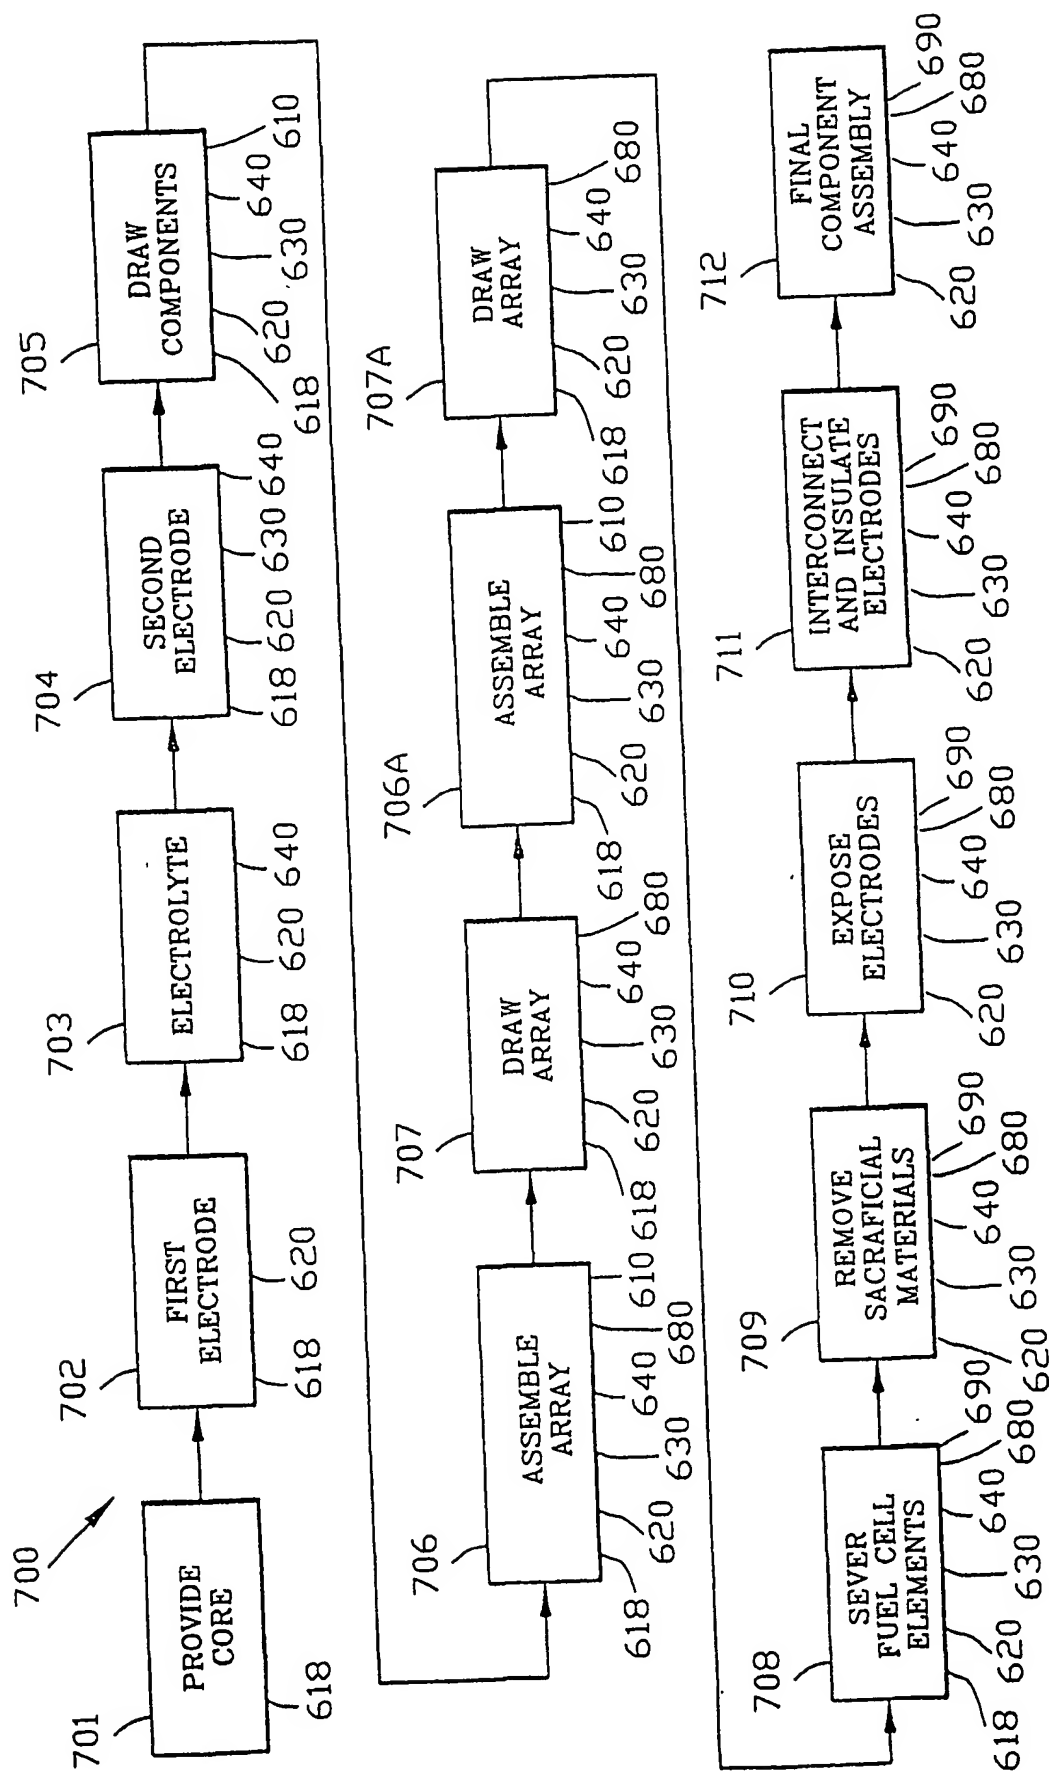 700
701
PROVIDE
CORE
618
702
FIRST
ELECTRODE
618
620
703
ELECTROLYTE
618
620
640
704
SECOND
ELECTRODE
618
620
630
640
705
DRAW
COMPONENTS
618
620
630
640
610
706
ASSEMBLE
ARRAY
618
620
630
640
680
610
707
DRAW
ARRAY
618
620
630
640
680
706A
ASSEMBLE
ARRAY
618
620
630
640
680
610
707A
DRAW
ARRAY
618
620
630
640
680
708
SEVER
FUEL CELL
ELEMENTS
618
620
630
640
680
690
709
REMOVE
SACRAFICIAL
MATERIALS
620
630
640
680
690
710
EXPOSE
ELECTRODES
620
630
640
680
690
711
INTERCONNECT
AND INSULATE
ELECTRODES
620
630
640
680
690
712
FINAL
COMPONENT
ASSEMBLY
620
630
640
680
690